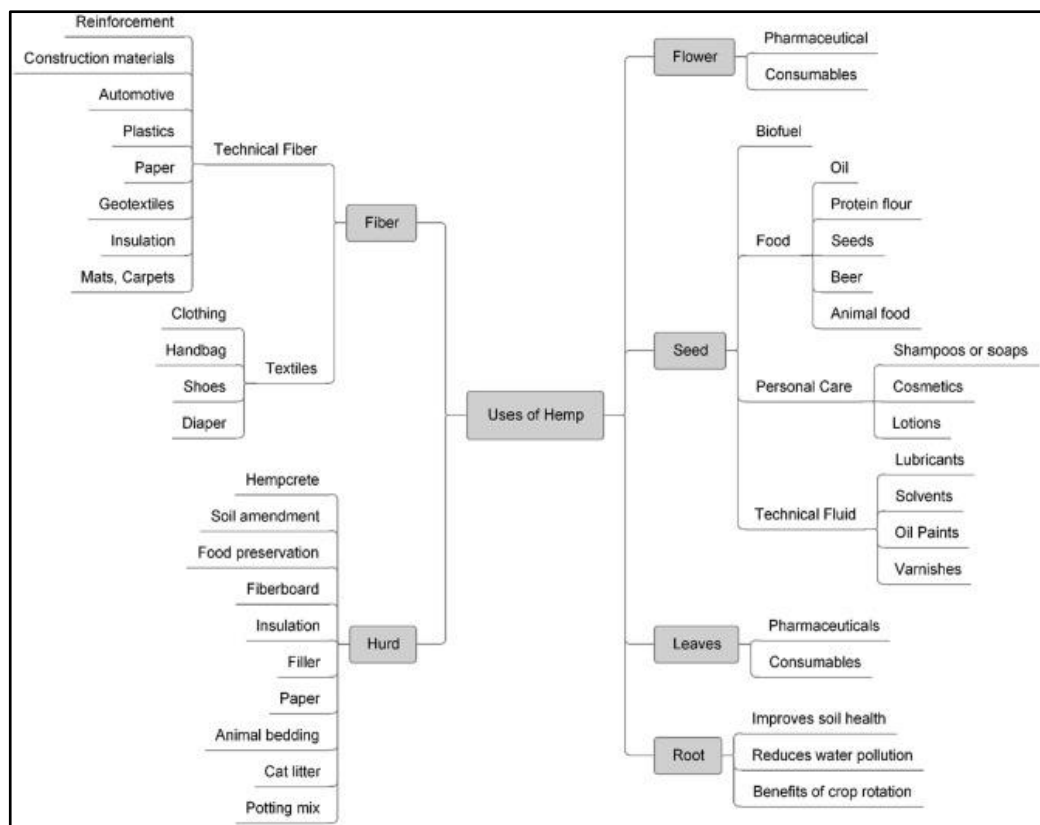 Reinforcement
Construction materials
Automotive
Plastics
Paper
Geotextiles
Insulation
Mats, Carpets
Technical Fiber
Clothing
Handbag
Shoes
Diaper
Textiles
Fiber
Hempcrete
Soil amendment
Food preservation
Fiberboard
Insulation
Filler
Paper
Animal bedding
Cat litter
Potting mix
Hurd
Uses of Hemp
Flower
Pharmaceutical
Consumables
Seed
Biofuel
Food
Oil
Protein flour
Seeds
Beer
Animal food
Personal Care
Shampoos or soaps
Cosmetics
Lotions
Technical Fluid
Lubricants
Solvents
Oil Paints
Varnishes
Leaves
Pharmaceuticals
Consumables
Root
Improves soil health
Reduces water pollution
Benefits of crop rotation